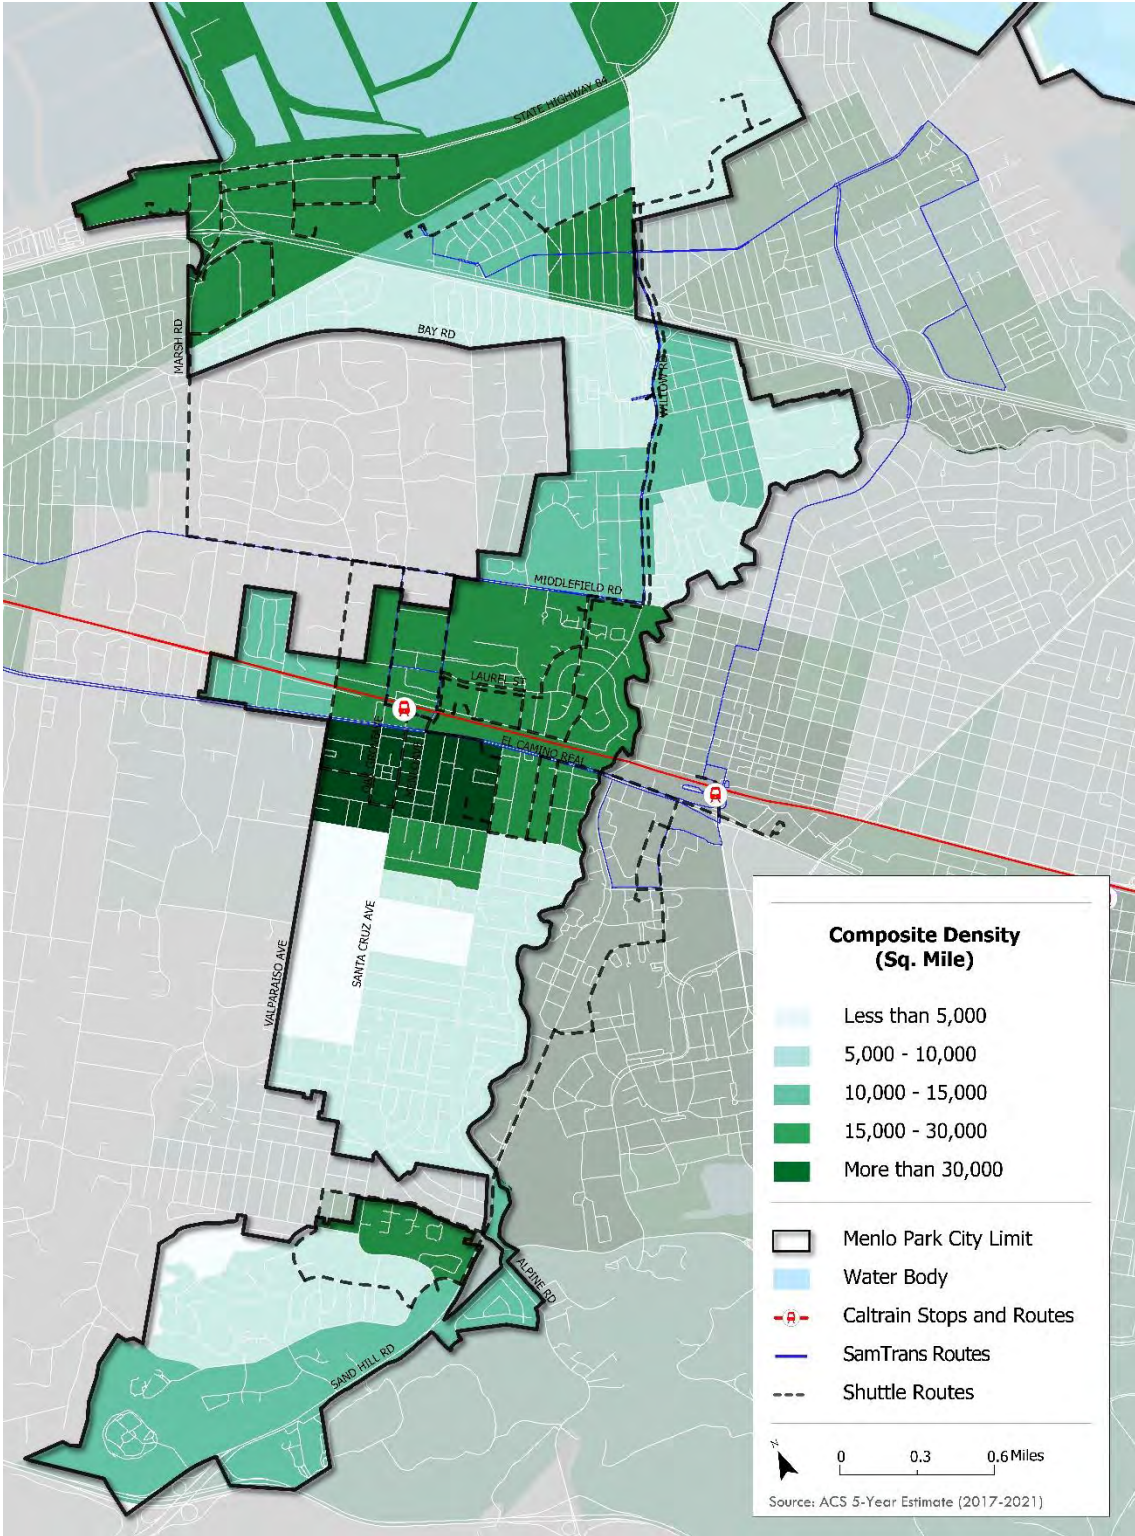 STATE HIGHWAY 84
MARSH RD
BAY RD
WILLOW RD
MIDDLEFIELD RD
LAUREL ST
EL CAMINO REAL
VALPARAISO AVE
SANTA CRUZ AVE
ALPINE RD
SAND HILL RD
Composite Density
(Sq. Mile)
Less than 5,000
5,000 - 10,000
10,000 - 15,000
15,000 - 30,000
More than 30,000
Menlo Park City Limit
Water Body
Caltrain Stops and Routes
SamTrans Routes
Shuttle Routes
N
0 0.3 0.6 Miles
Source: ACS 5-Year Estimate (2017-2021)